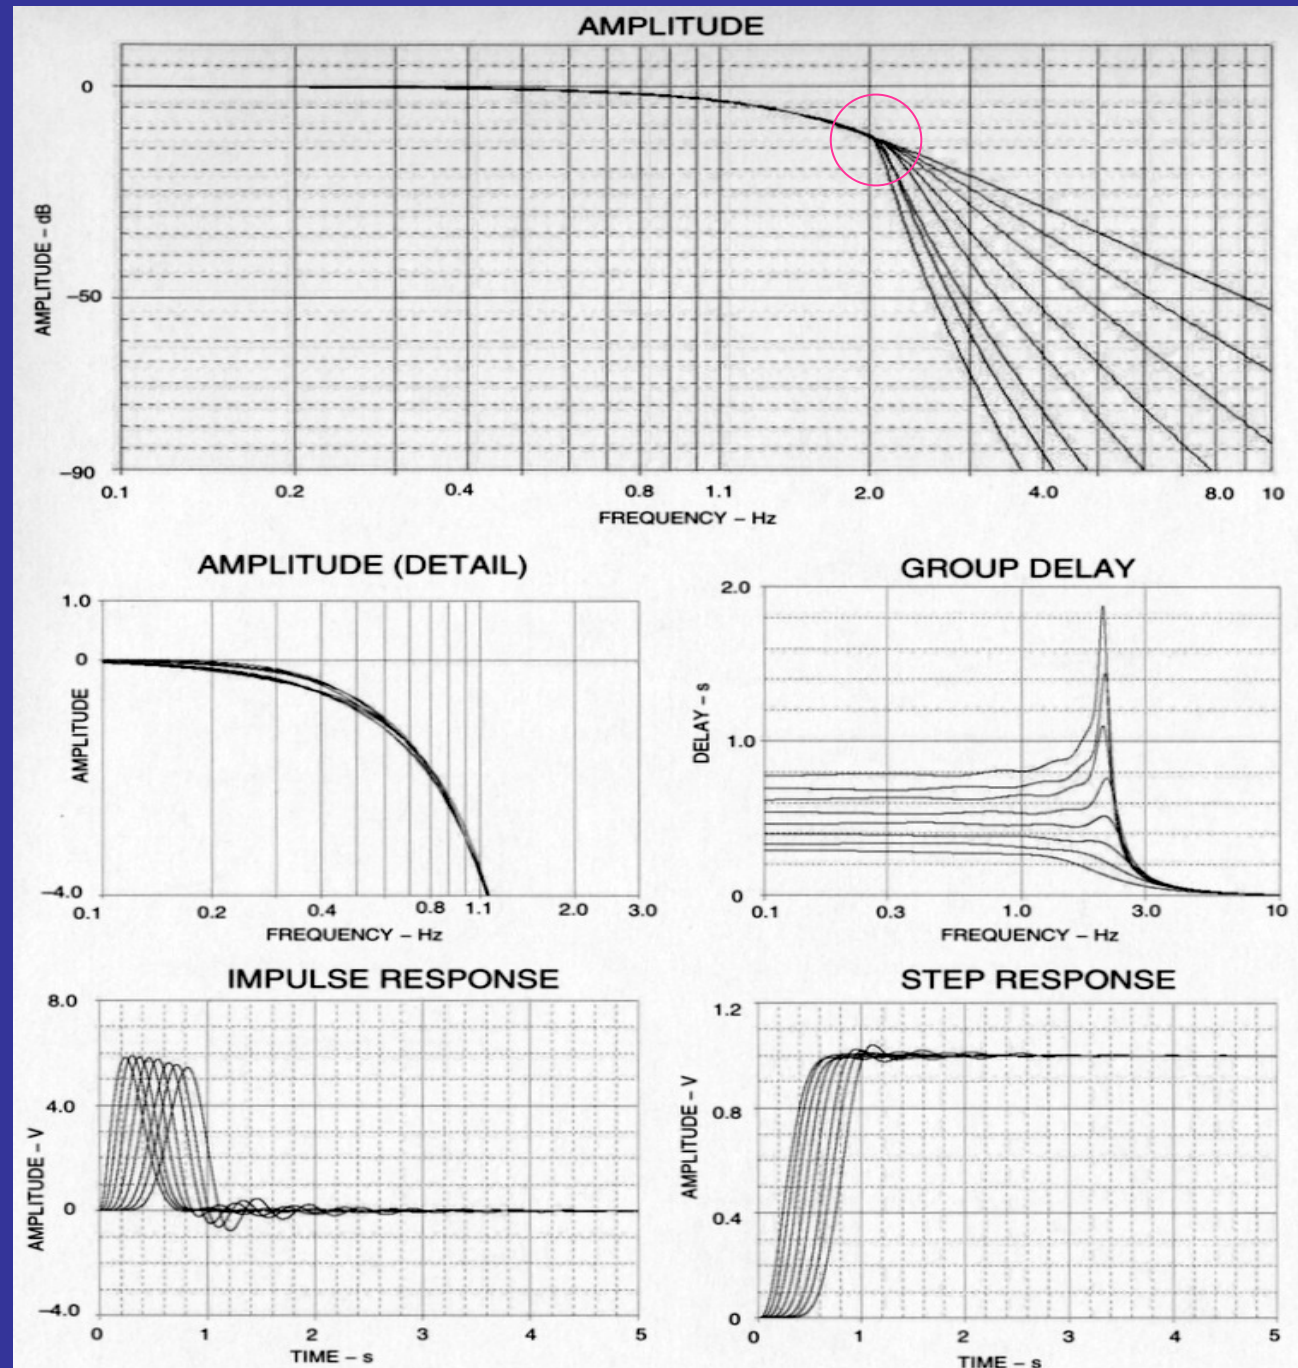 AMPLITUDE
0
−50
−90
AMPLITUDE – dB
0.1 0.2 0.4 0.8 1.1 2.0 4.0 8.0 10
FREQUENCY – Hz
AMPLITUDE (DETAIL)
1.0
0
−4.0
AMPLITUDE
0.1 0.2 0.4 0.8 1.1 2.0 3.0
FREQUENCY – Hz
GROUP DELAY
2.0
1.0
0
DELAY – s
0.1 0.3 1.0 3.0 10
FREQUENCY – Hz
IMPULSE RESPONSE
8.0
4.0
0
−4.0
AMPLITUDE – V
0 1 2 3 4 5
TIME – s
STEP RESPONSE
1.2
0.8
0.4
0
AMPLITUDE – V
0 1 2 3 4 5
TIME – s